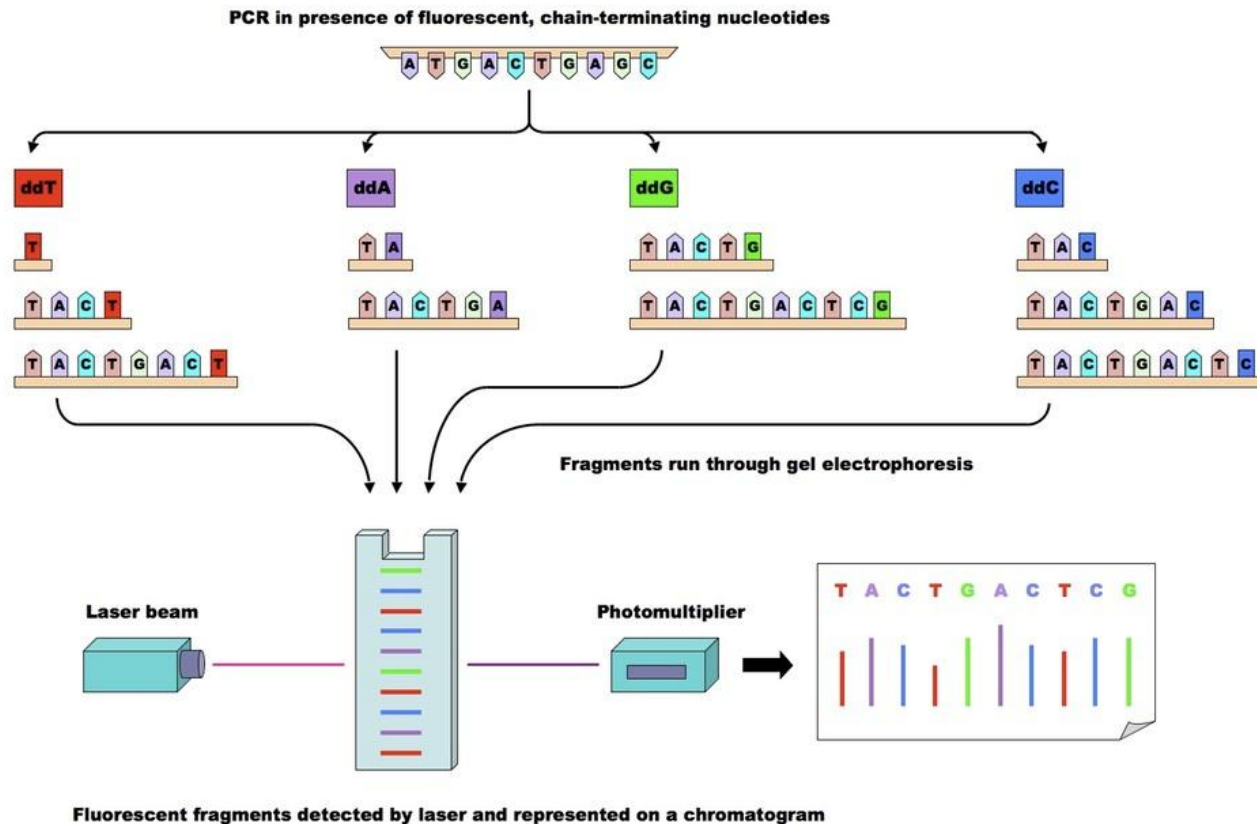 PCR in presence of fluorescent, chain-terminating nucleotides
A T G A C T G A G C
ddT
ddA
ddG
ddC
T
T A
T A C T G
T A C
T A C T
T A C T G A
T A C T G A C T C G
T A C T G A C
T A C T G A C T
T A C T G A C T C
Fragments run through gel electrophoresis
Laser beam
Photomultiplier
T A C T G A C T C G
Fluorescent fragments detected by laser and represented on a chromatogram